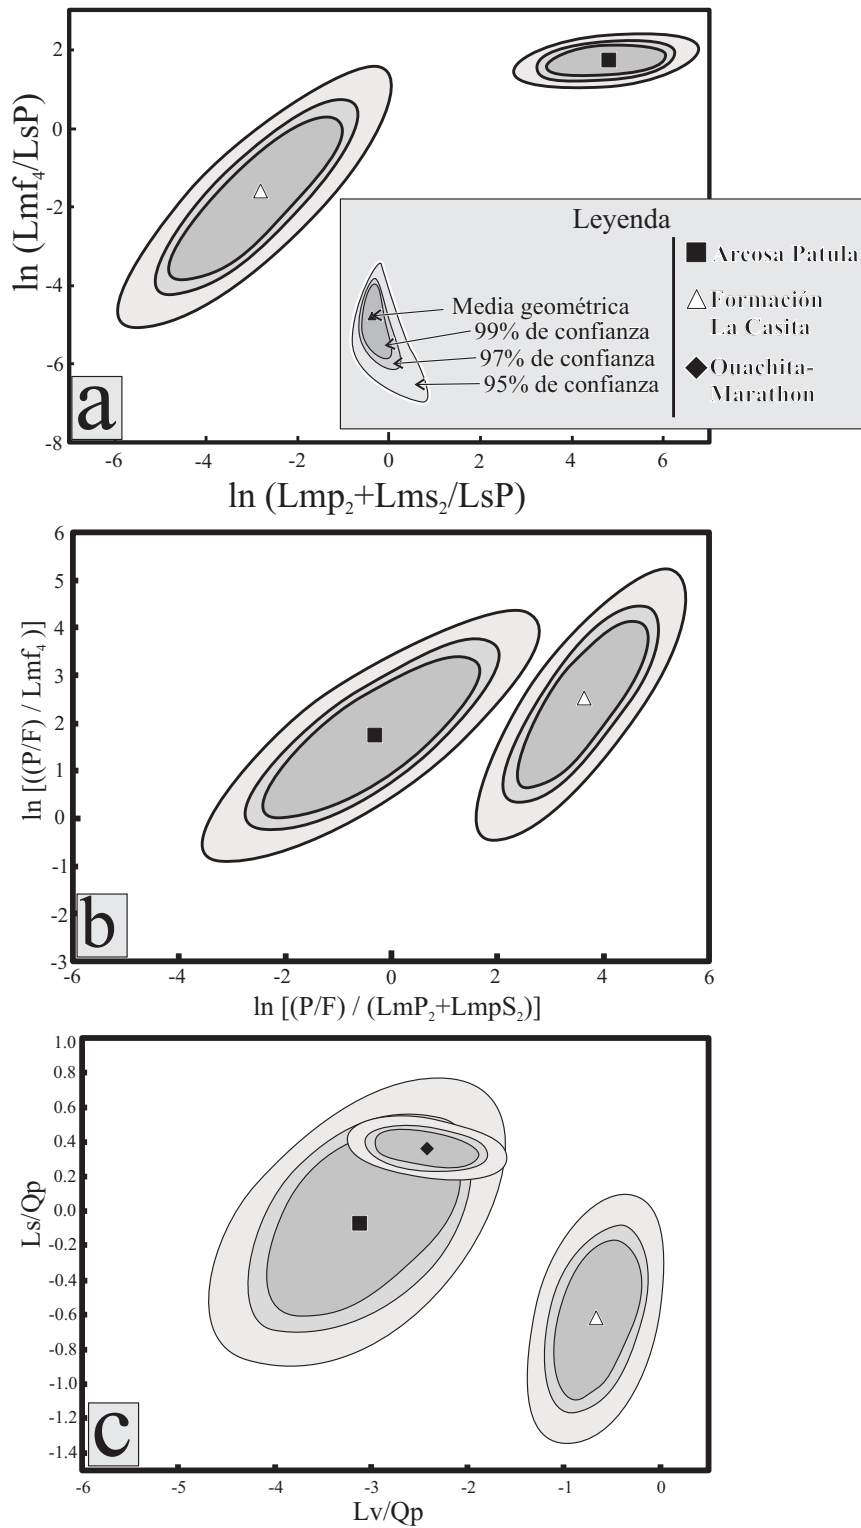 2
0
-2
-4
-6
-8
ln (Lmf₄/LsP)
Leyenda
Media geométrica
99% de confianza
97% de confianza
95% de confianza
Arcosa Patula
Formación
La Casita
Ouachita-
Marathon
a
-6 -4 -2 0 2 4 6
ln (Lmp₂+Lms₂/LsP)
6
5
4
3
2
1
0
-1
-2
-3
ln [((P/F) / Lmf₄ )]
b
-6 -4 -2 0 2 4 6
ln [(P/F) / (LmP₂+LmpS₂)]
1.0
0.8
0.6
0.4
0.2
0.0
-0.2
-0.4
-0.6
-0.8
-1.0
-1.2
-1.4
Ls/Qp
c
-6 -5 -4 -3 -2 -1 0
Lv/Qp